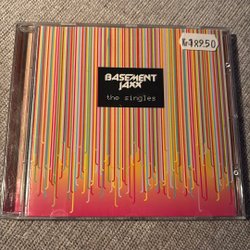 BASEMENT
JAXX
the singles